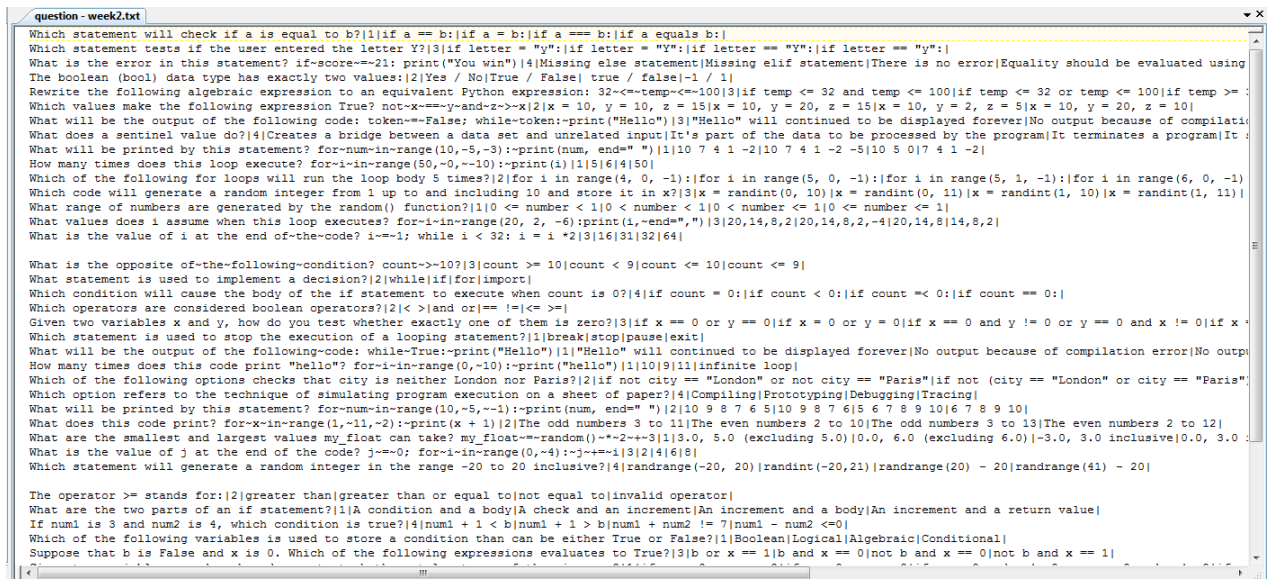 question - week2.txt
Which statement will check if a is equal to b?|1|if a == b:|if a = b:|if a === b:|if a equals b:|
Which statement tests if the user entered the letter Y?|3|if letter = "y":|if letter = "Y":|if letter == "Y":|if letter == "y":|
What is the error in this statement? if~score~=~21: print("You win")|4|Missing else statement|Missing elif statement|There is no error|Equality should be evaluated using
The boolean (bool) data type has exactly two values:|2|Yes / No|True / False| true / false|-1 / 1|
Rewrite the following algebraic expression to an equivalent Python expression: 32~<=~temp~<=~100|3|if temp <= 32 and temp <= 100|if temp <= 32 or temp <= 100|if temp >=
Which values make the following expression True? not~x~==~y~and~z~>~x|2|x = 10, y = 10, z = 15|x = 10, y = 20, z = 15|x = 10, y = 2, z = 5|x = 10, y = 20, z = 10|
What will be the output of the following code: token~=~False; while~token:~print("Hello")|3|"Hello" will continued to be displayed forever|No output because of compilatio
What does a sentinel value do?|4|Creates a bridge between a data set and unrelated input|It's part of the data to be processed by the program|It terminates a program|It
What will be printed by this statement? for~num~in~range(10,-5,-3):~print(num, end=" ")|1|10 7 4 1 -2|10 7 4 1 -2 -5|10 5 0|7 4 1 -2|
How many times does this loop execute? for~i~in~range(50,~0,~-10):~print(i)|1|5|6|4|50|
Which of the following for loops will run the loop body 5 times?|2|for i in range(4, 0, -1):|for i in range(5, 0, -1):|for i in range(5, 1, -1):|for i in range(6, 0, -1)
Which code will generate a random integer from 1 up to and including 10 and store it in x?|3|x = randint(0, 10)|x = randint(0, 11)|x = randint(1, 10)|x = randint(1, 11)|
What range of numbers are generated by the random() function?|1|0 <= number < 1|0 < number < 1|0 < number <= 1|0 <= number <= 1|
What values does i assume when this loop executes? for~i~in~range(20, 2, -6):print(i,~end=",")|3|20,14,8,2|20,14,8,2,-4|20,14,8|14,8,2|
What is the value of i at the end of~the~code? i~=~1; while i < 32: i = i *2|3|16|31|32|64|
What is the opposite of~the~following~condition? count~>~10?|3|count >= 10|count < 9|count <= 10|count <= 9|
What statement is used to implement a decision?|2|while|if|for|import|
Which condition will cause the body of the if statement to execute when count is 0?|4|if count = 0:|if count < 0:|if count =< 0:|if count == 0:|
Which operators are considered boolean operators?|2|< >|and or|== !=|<= >=|
Given two variables x and y, how do you test whether exactly one of them is zero?|3|if x == 0 or y == 0|if x = 0 or y = 0|if x == 0 and y != 0 or y == 0 and x != 0|if x
Which statement is used to stop the execution of a looping statement?|1|break|stop|pause|exit|
What will be the output of the following~code: while~True:~print("Hello")|1|"Hello" will continued to be displayed forever|No output because of compilation error|No outp
How many times does this code print "hello"? for~i~in~range(0,~10):~print("hello")|1|10|9|11|infinite loop|
Which of the following options checks that city is neither London nor Paris?|2|if not city == "London" or not city == "Paris"|if not (city == "London" or city == "Paris")
Which option refers to the technique of simulating program execution on a sheet of paper?|4|Compiling|Prototyping|Debugging|Tracing|
What will be printed by this statement? for~num~in~range(10,~5,~-1):~print(num, end=" ")|2|10 9 8 7 6 5|10 9 8 7 6|5 6 7 8 9 10|6 7 8 9 10|
What does this code print? for~x~in~range(1,~11,~2):~print(x + 1)|2|The odd numbers 3 to 11|The even numbers 2 to 10|The odd numbers 3 to 13|The even numbers 2 to 12|
What are the smallest and largest values my_float can take? my_float~=~random()~*~2~+~3|1|3.0, 5.0 (excluding 5.0)|0.0, 6.0 (excluding 6.0)|-3.0, 3.0 inclusive|0.0, 3.0
What is the value of j at the end of the code? j~=~0; for~i~in~range(0,~4):~j~+=~i|3|2|4|6|8|
Which statement will generate a random integer in the range -20 to 20 inclusive?|4|randrange(-20, 20)|randint(-20,21)|randrange(20) - 20|randrange(41) - 20|
The operator >= stands for:|2|greater than|greater than or equal to|not equal to|invalid operator|
What are the two parts of an if statement?|1|A condition and a body|A check and an increment|An increment and a body|An increment and a return value|
If num1 is 3 and num2 is 4, which condition is true?|4|num1 + 1 < b|num1 + 1 > b|num1 + num2 != 7|num1 - num2 <=0|
Which of the following variables is used to store a condition than can be either True or False?|1|Boolean|Logical|Algebraic|Conditional|
Suppose that b is False and x is 0. Which of the following expressions evaluates to True?|3|b or x == 1|b and x == 0|not b and x == 0|not b and x == 1|